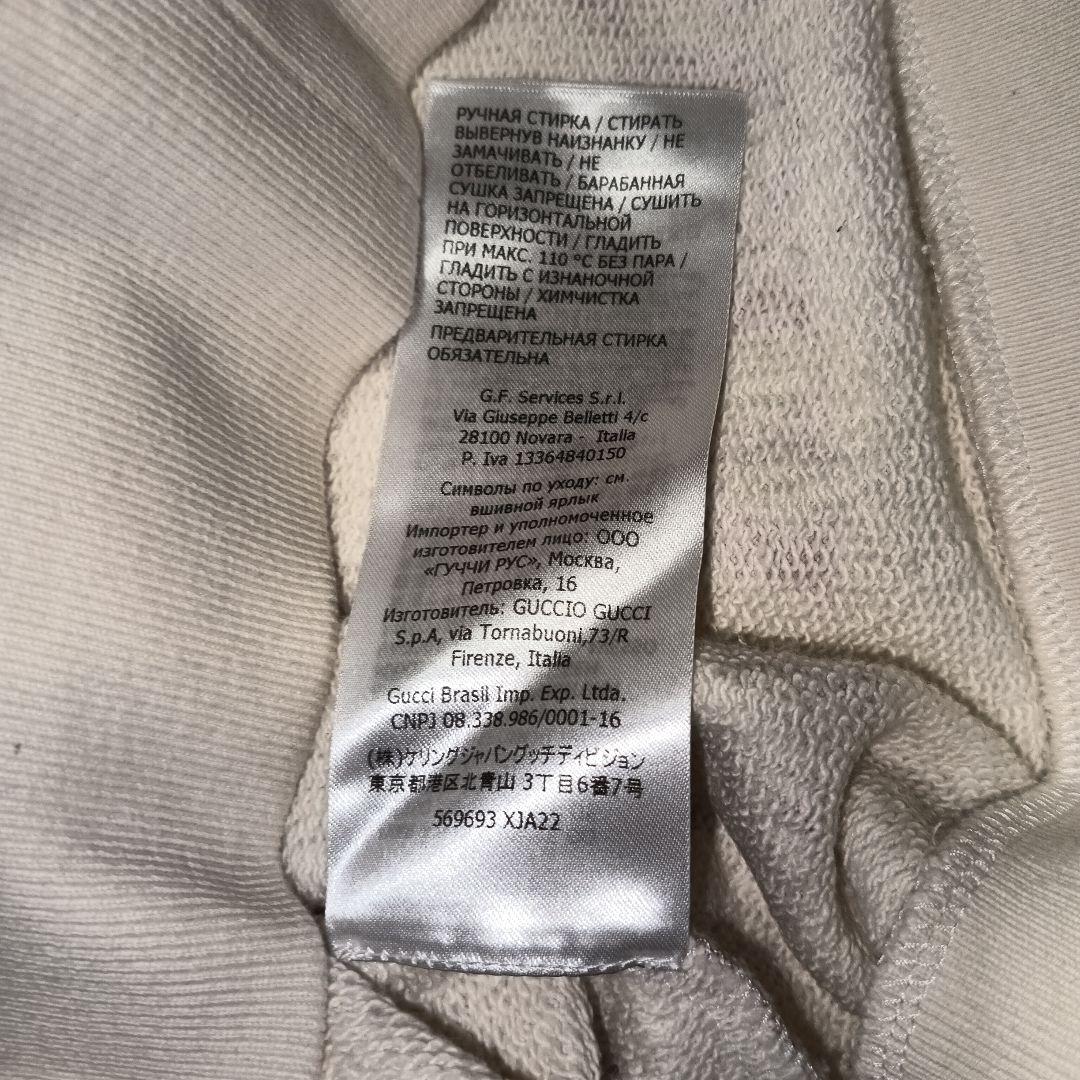 РУЧНАЯ СТИРКА / СТИРАТЬ
ВЫВЕРНУВ НАИЗНАНКУ / НЕ
ЗАМАЧИВАТЬ / НЕ
ОТБЕЛИВАТЬ / БАРАБАННАЯ
СУШКА ЗАПРЕЩЕНА / СУШИТЬ
НА ГОРИЗОНТАЛЬНОЙ
ПОВЕРХНОСТИ / ГЛАДИТЬ
ПРИ МАКС. 110 °C БЕЗ ПАРА /
ГЛАДИТЬ С ИЗНАНОЧНОЙ
СТОРОНЫ / ХИМЧИСТКА
ЗАПРЕЩЕНА
ПРЕДВАРИТЕЛЬНАЯ СТИРКА
ОБЯЗАТЕЛЬНА
G.F. Services S.r.l.
Via Giuseppe Belletti 4/c
28100 Novara - Italia
P. Iva 13364840150
Символы по уходу: см.
вшивной ярлык
Импортер и уполномоченное
изготовителем лицо: ООО
«ГУЧЧИ РУС», Москва,
Петровка, 16
Изготовитель: GUCCIO GUCCI
S.p.A, via Tornabuoni,73/R
Firenze, Italia
Gucci Brasil Imp. Exp. Ltda.
CNPJ 08.338.986/0001-16
(株)ケリングジャパングッチディビジョン
東京都港区北青山 3丁目6番7号
569693 XJA22